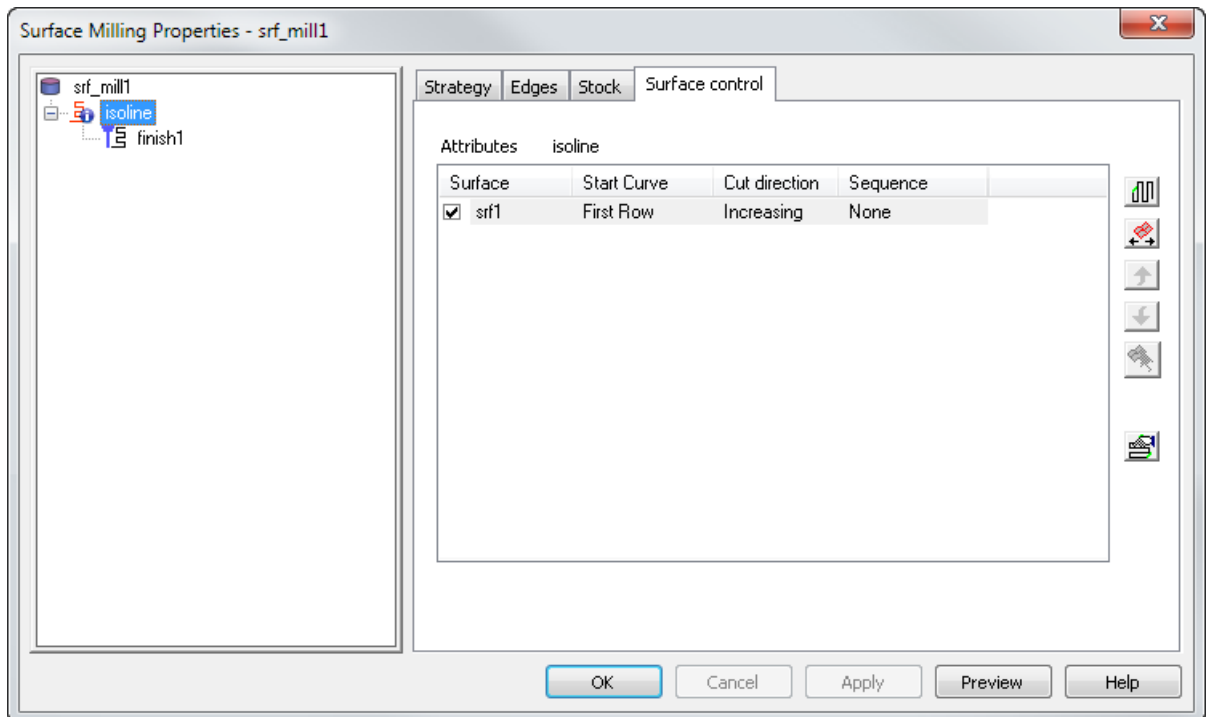 Surface Milling Properties - srf_mill1
srf_mill1
isoline
finish1
Strategy Edges Stock Surface control
Attributes isoline
Surface Start Curve Cut direction Sequence
srf1 First Row Increasing None
OK Cancel Apply Preview Help